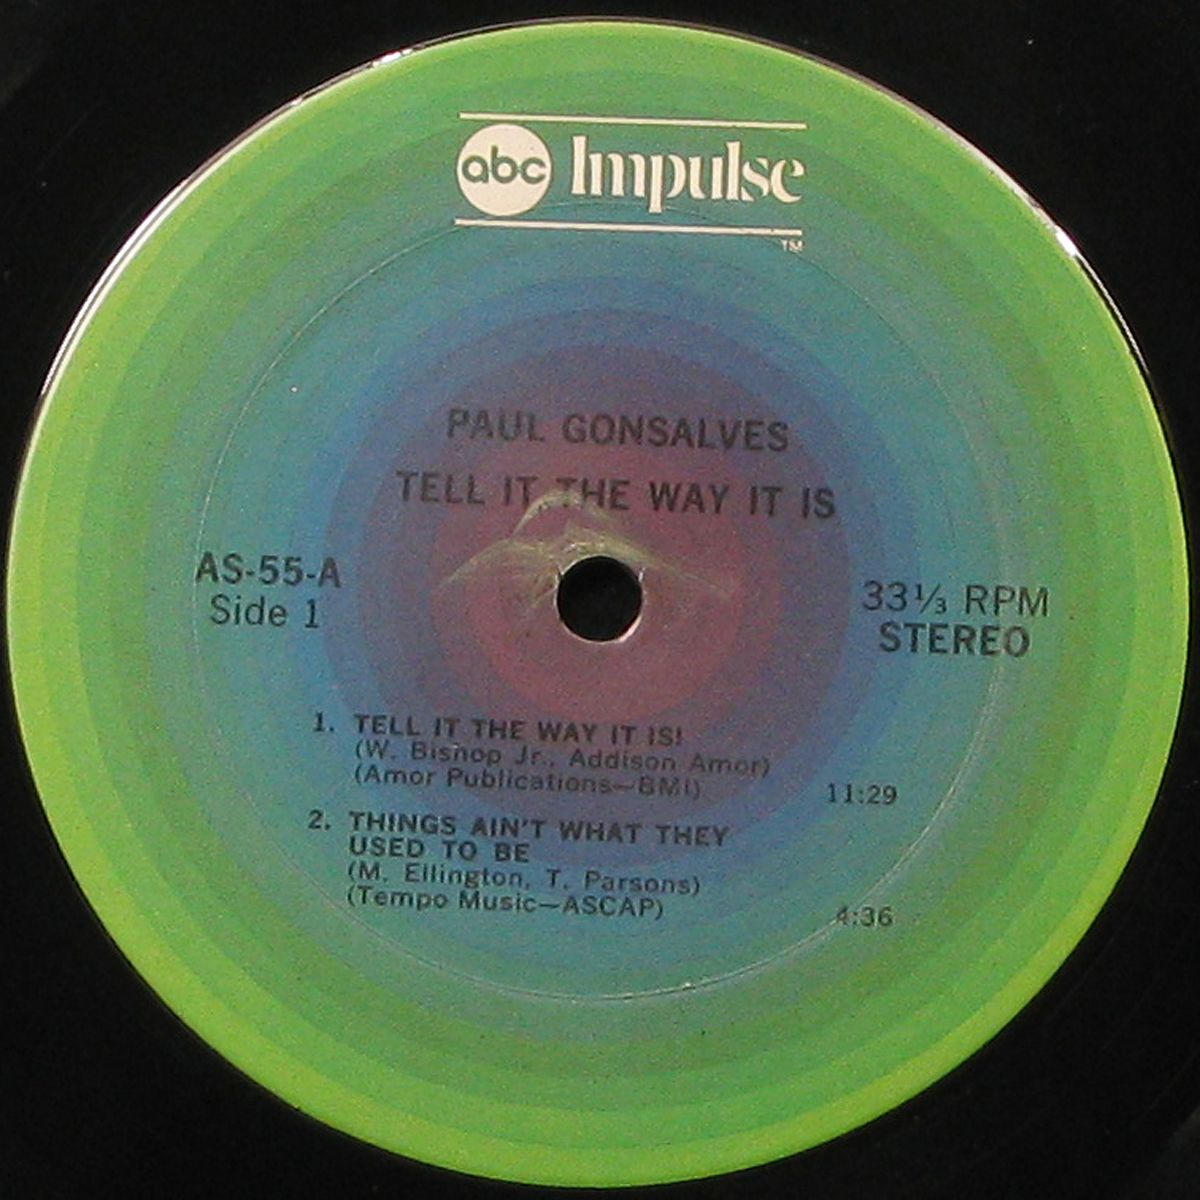 abc Impulse
TM
PAUL GONSALVES
TELL IT THE WAY IT IS
AS-55-A
Side 1
33⅓ RPM
STEREO
1. TELL IT THE WAY IT IS!
(W. Bishop Jr., Addison Amor)
(Amor Publications—BMI) 11:29
2. THINGS AIN'T WHAT THEY
USED TO BE
(M. Ellington, T. Parsons)
(Tempo Music—ASCAP) 4:36